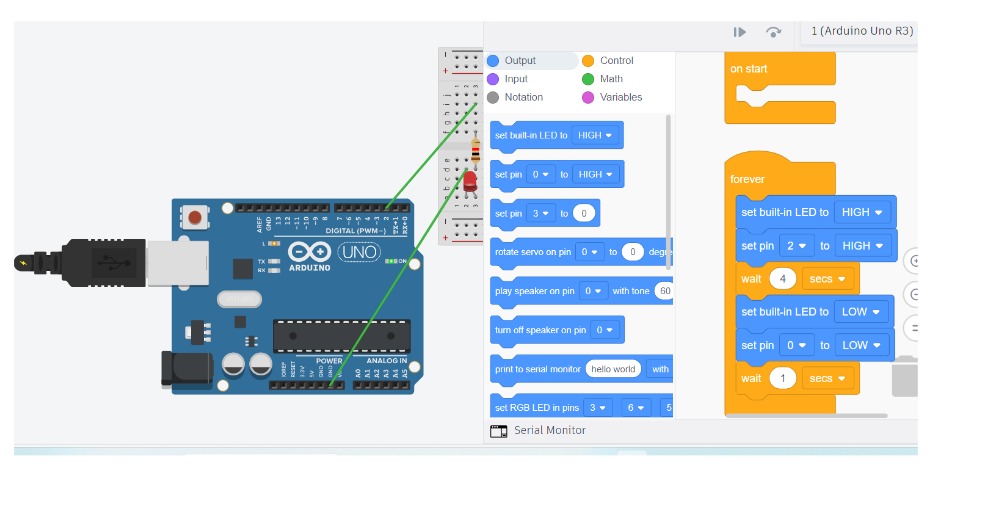 1 (Arduino Uno R3)
Output
Control
Input
Math
Notation
Variables
set built-in LED to HIGH
set pin 0 to HIGH
set pin 3 to 0
rotate servo on pin 0 to 0 degre
play speaker on pin 0 with tone 60
turn off speaker on pin 0
print to serial monitor hello world with
set RGB LED in pins 3 6 5
Serial Monitor
on start
forever
set built-in LED to HIGH
set pin 2 to HIGH
wait 4 secs
set built-in LED to LOW
set pin 0 to LOW
wait 1 secs
AREF
GND
13
12
~11
~10
~9
8
7
~6
~5
4
~3
2
TX→1
RX←0
DIGITAL (PWM~)
L
TX
RX
ARDUINO
UNO
ON
POWER
ANALOG IN
IOREF
RESET
3.3V
5V
GND
GND
A0
A1
A2
A3
A4
A5